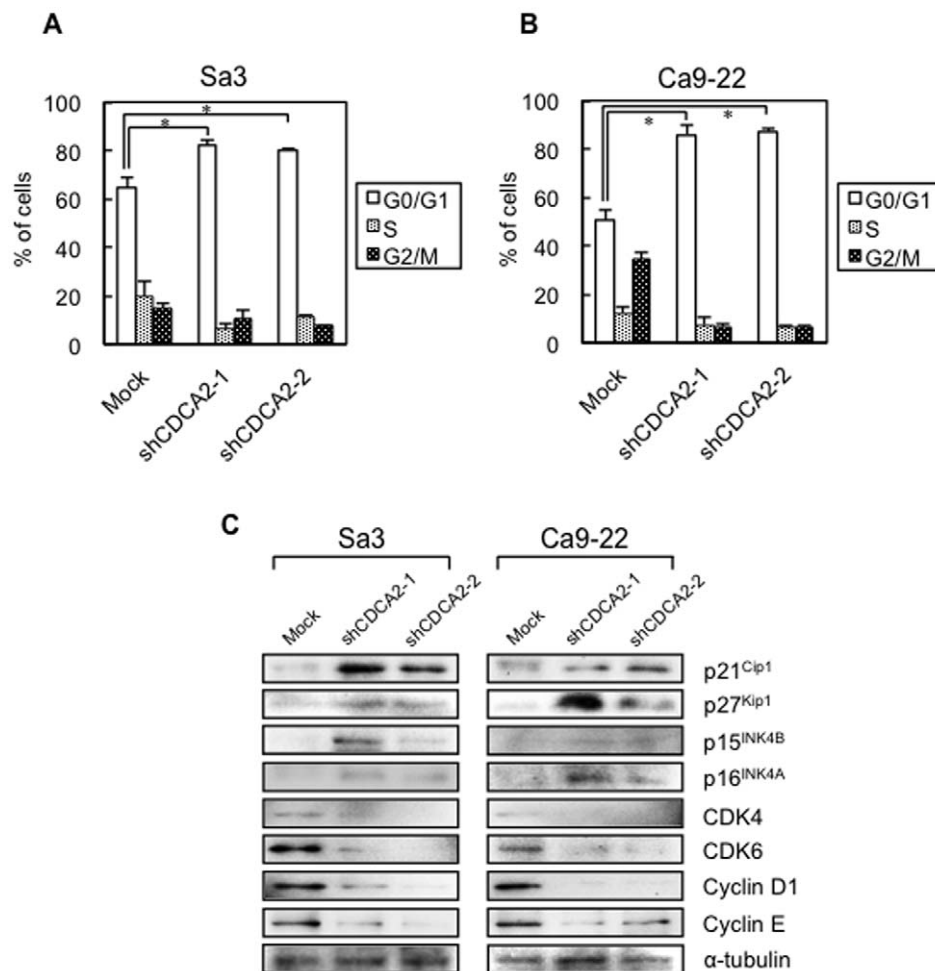 A
Sa3
100
80
60
40
20
0
% of cells
* *
G0/G1
S
G2/M
Mock
shCDCA2-1
shCDCA2-2
B
Ca9-22
100
80
60
40
20
0
% of cells
* *
G0/G1
S
G2/M
Mock
shCDCA2-1
shCDCA2-2
C
Sa3
Ca9-22
Mock
shCDCA2-1
shCDCA2-2
Mock
shCDCA2-1
shCDCA2-2
p21Cip1
p27Kip1
p15INK4B
p16INK4A
CDK4
CDK6
Cyclin D1
Cyclin E
α-tubulin